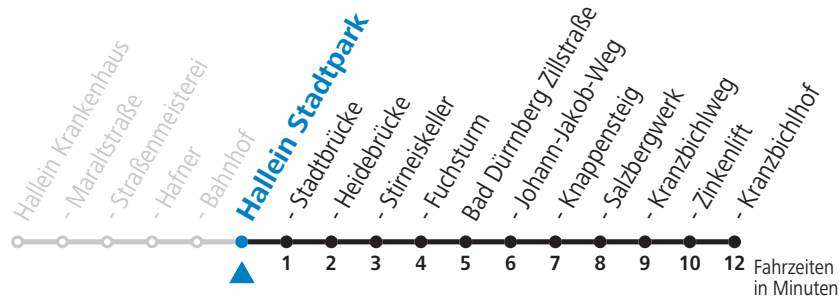 Hallein Krankenhaus
- Maraltstraße
- Straßenmeisterei
- Hafner
- Bahnhof
Hallein Stadtpark
- Stadtbrücke
- Heidebrücke
- Stirneiskeller
- Fuchsturm
Bad Dürrnberg Zillstraße
- Johann-Jakob-Weg
- Knappensteig
- Salzbergwerk
- Kranzbichlweg
- Zinkenlift
- Kranzbichlhof
1 2 3 4 5 6 7 8 9 10 12
Fahrzeiten
in Minuten